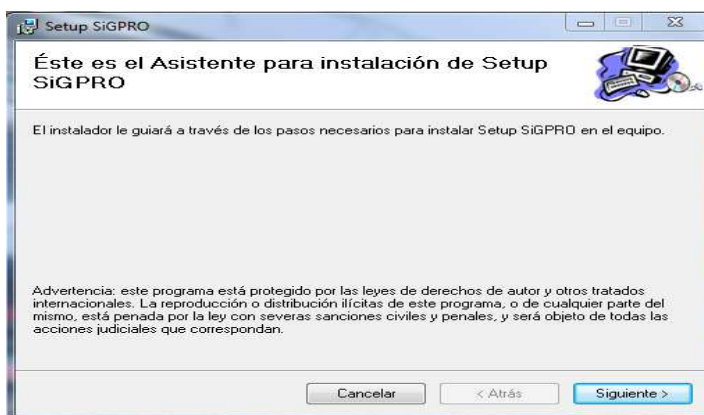 Setup SiGPRO
Éste es el Asistente para instalación de Setup
SiGPRO
El instalador le guiará a través de los pasos necesarios para instalar Setup SiGPRO en el equipo.
Advertencia: este programa está protegido por las leyes de derechos de autor y otros tratados
internacionales. La reproducción o distribución ilícitas de este programa, o de cualquier parte del
mismo, está penada por la ley con severas sanciones civiles y penales, y será objeto de todas las
acciones judiciales que correspondan.
Cancelar < Atrás Siguiente >